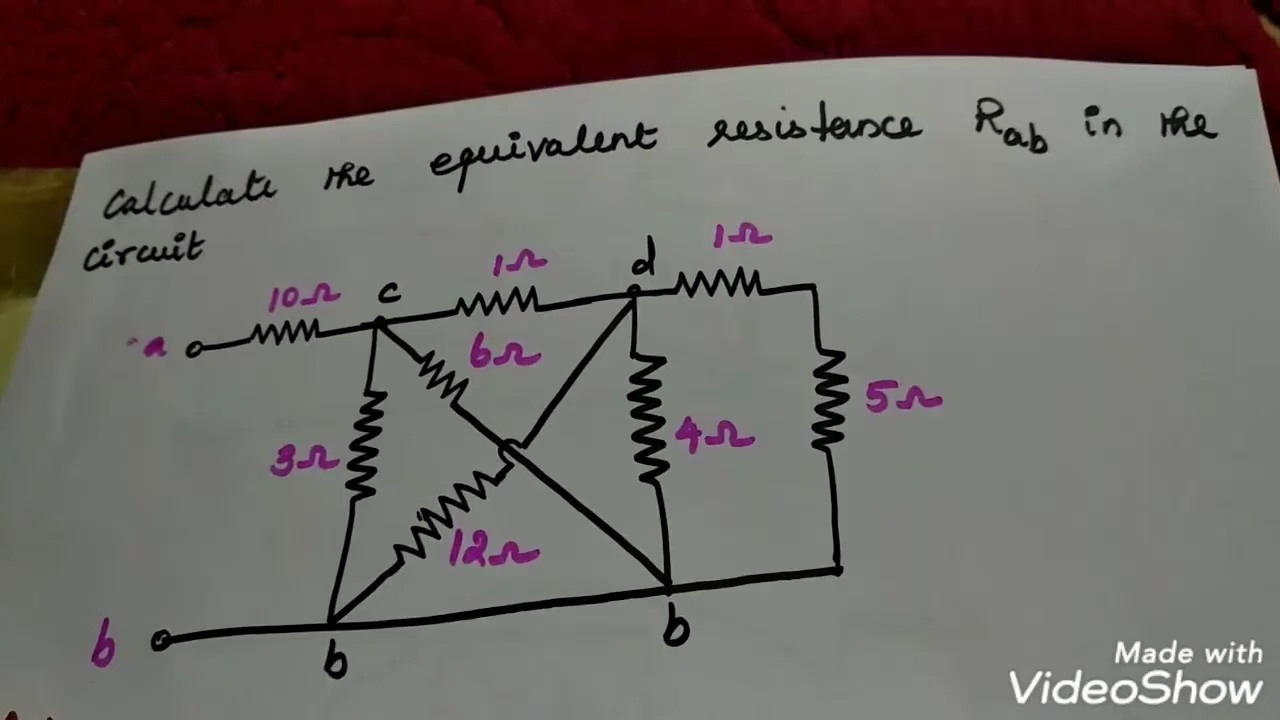 Calculate the equivalent resistance Rab in the
circuit
1Ω
d
1Ω
10Ω
c
a
6Ω
5Ω
3Ω
4Ω
12Ω
b
b
b
Made with
VideoShow